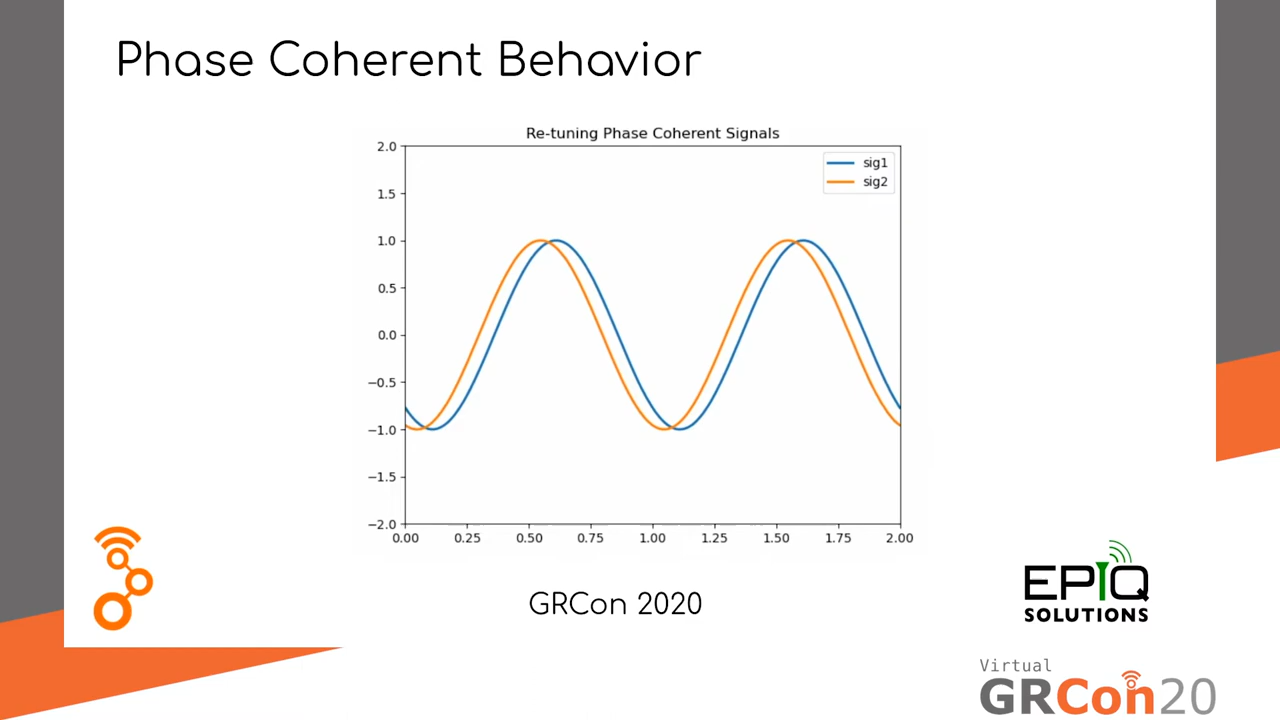 Phase Coherent Behavior
Re-tuning Phase Coherent Signals
sig1
sig2
2.0
1.5
1.0
0.5
0.0
−0.5
−1.0
−1.5
−2.0
0.00 0.25 0.50 0.75 1.00 1.25 1.50 1.75 2.00
GRCon 2020
EPIQ
SOLUTIONS
Virtual
GRCon20